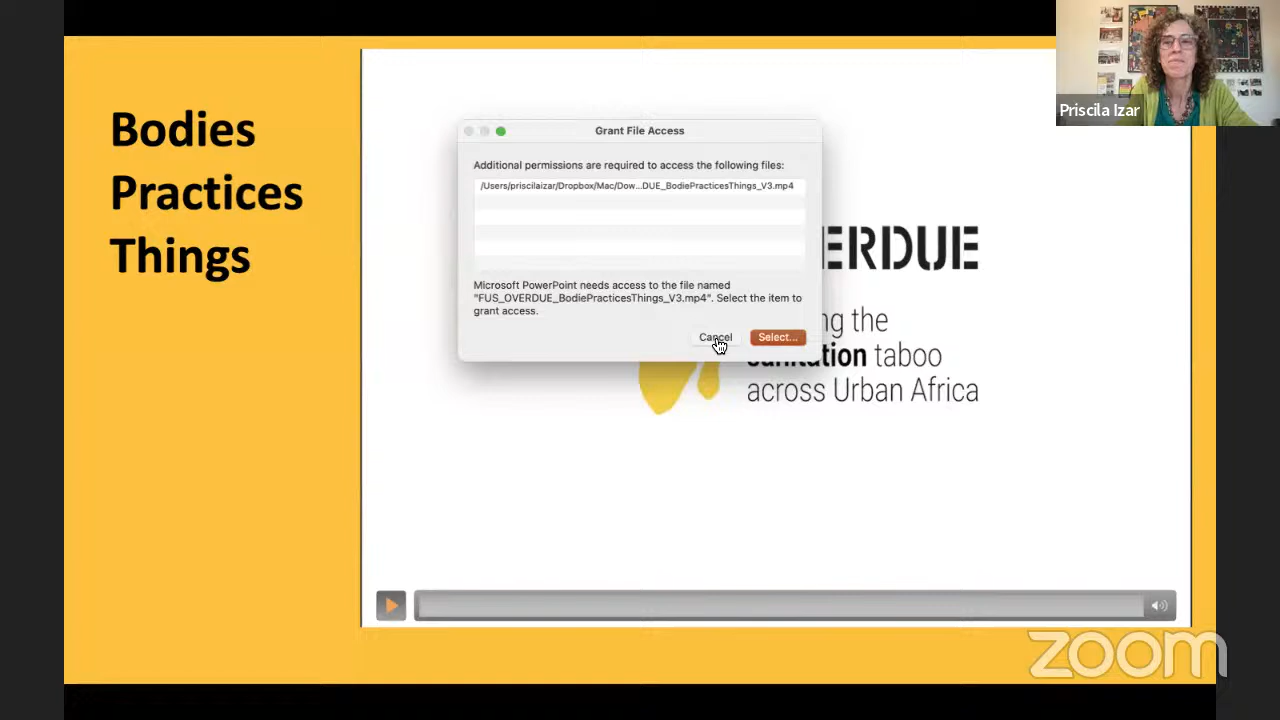 Bodies
Practices
Things
Grant File Access
Additional permissions are required to access the following files:
/Users/priscilaizar/Dropbox/Mac/Dow...DUE_BodiePracticesThings_V3.mp4
Microsoft PowerPoint needs access to the file named
"FUS_OVERDUE_BodiePracticesThings_V3.mp4". Select the item to
grant access.
Cancel
Select...
ERDUE
ng the
sanitation taboo
across Urban Africa
Priscila Izar
zoom